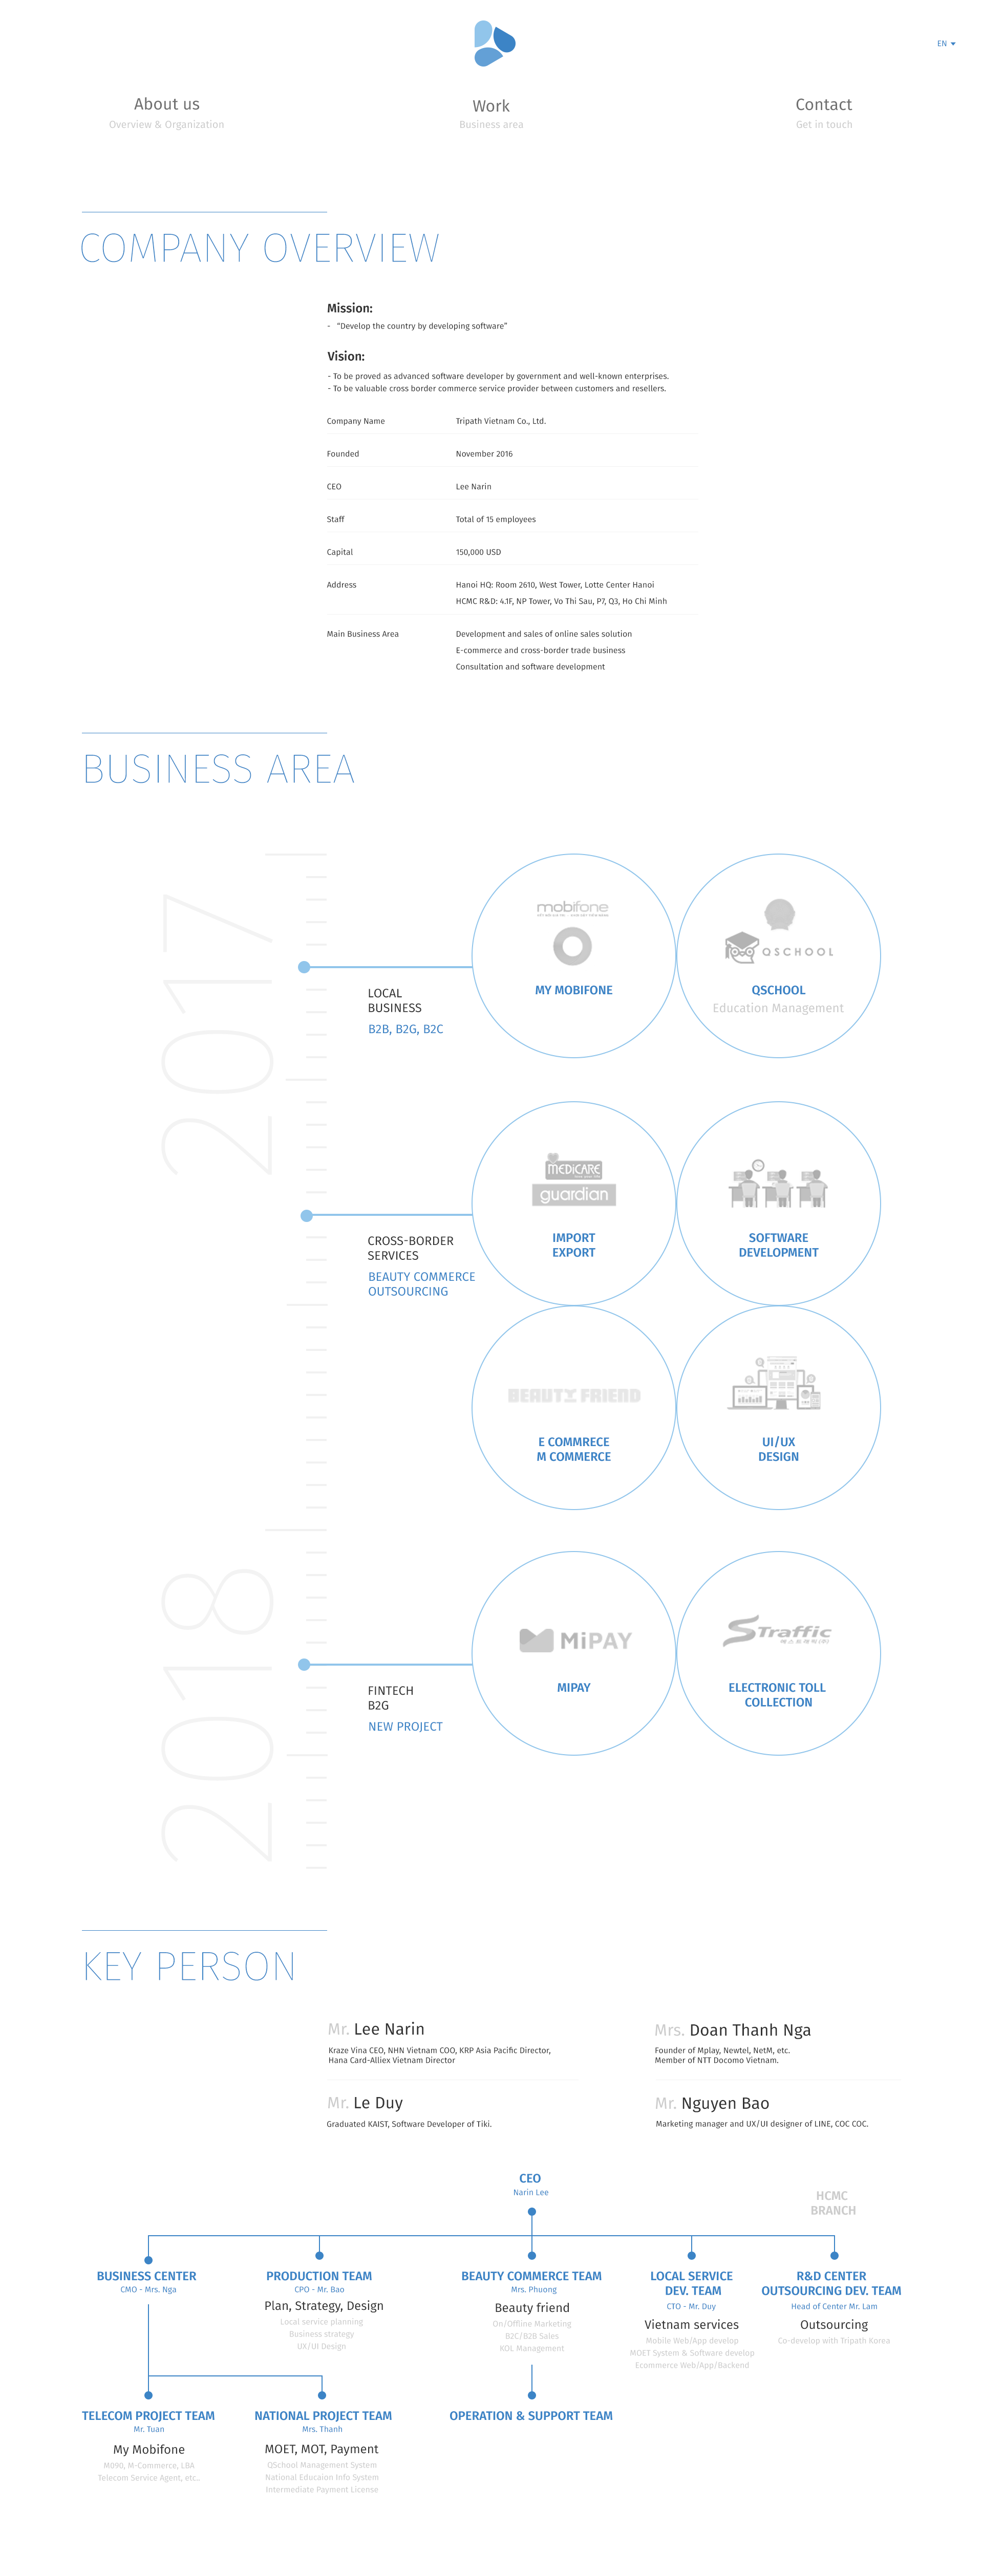 EN
About us
Overview & Organization
Work
Business area
Contact
Get in touch
COMPANY OVERVIEW
Mission:
- “Develop the country by developing software”
Vision:
- To be proved as advanced software developer by government and well-known enterprises.
- To be valuable cross border commerce service provider between customers and resellers.
Company Name Tripath Vietnam Co., Ltd.
Founded November 2016
CEO Lee Narin
Staff Total of 15 employees
Capital 150,000 USD
Address Hanoi HQ: Room 2610, West Tower, Lotte Center Hanoi
HCMC R&D: 4.1F, NP Tower, Vo Thi Sau, P7, Q3, Ho Chi Minh
Main Business Area Development and sales of online sales solution
E-commerce and cross-border trade business
Consultation and software development
BUSINESS AREA
2017
LOCAL
BUSINESS
B2B, B2G, B2C
mobifone
MY MOBIFONE
QSCHOOL
QSCHOOL
Education Management
CROSS-BORDER
SERVICES
BEAUTY COMMERCE
OUTSOURCING
MEDiCARE
guardian
IMPORT
EXPORT
SOFTWARE
DEVELOPMENT
BEAUTY FRIEND
E COMMRECE
M COMMERCE
UI/UX
DESIGN
2018
FINTECH
B2G
NEW PROJECT
MiPAY
MIPAY
STraffic
에스트래픽(주)
ELECTRONIC TOLL
COLLECTION
KEY PERSON
Mr. Lee Narin
Kraze Vina CEO, NHN Vietnam COO, KRP Asia Pacific Director,
Hana Card-Alliex Vietnam Director
Mrs. Doan Thanh Nga
Founder of Mplay, Newtel, NetM, etc.
Member of NTT Docomo Vietnam.
Mr. Le Duy
Graduated KAIST, Software Developer of Tiki.
Mr. Nguyen Bao
Marketing manager and UX/UI designer of LINE, COC COC.
CEO
Narin Lee
HCMC
BRANCH
BUSINESS CENTER
CMO - Mrs. Nga
PRODUCTION TEAM
CPO - Mr. Bao
Plan, Strategy, Design
Local service planning
Business strategy
UX/UI Design
BEAUTY COMMERCE TEAM
Mrs. Phuong
Beauty friend
On/Offline Marketing
B2C/B2B Sales
KOL Management
LOCAL SERVICE
DEV. TEAM
CTO - Mr. Duy
Vietnam services
Mobile Web/App develop
MOET System & Software develop
Ecommerce Web/App/Backend
R&D CENTER
OUTSOURCING DEV. TEAM
Head of Center Mr. Lam
Outsourcing
Co-develop with Tripath Korea
TELECOM PROJECT TEAM
Mr. Tuan
My Mobifone
M090, M-Commerce, LBA
Telecom Service Agent, etc..
NATIONAL PROJECT TEAM
Mrs. Thanh
MOET, MOT, Payment
QSchool Management System
National Educaion Info System
Intermediate Payment License
OPERATION & SUPPORT TEAM